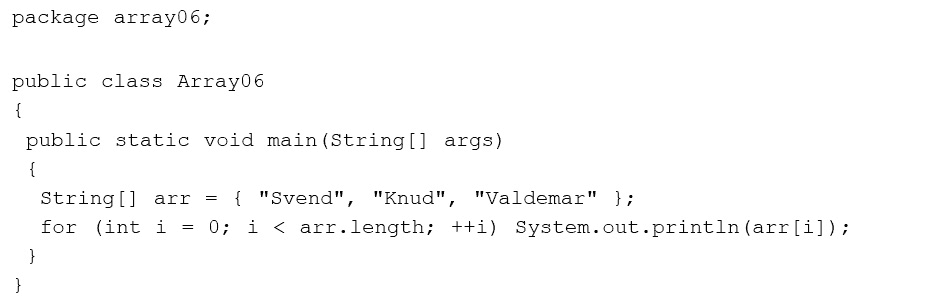 package array06;

public class Array06
{
 public static void main(String[] args)
 {
  String[] arr = { "Svend", "Knud", "Valdemar" };
  for (int i = 0; i < arr.length; ++i) System.out.println(arr[i]);
 }
}